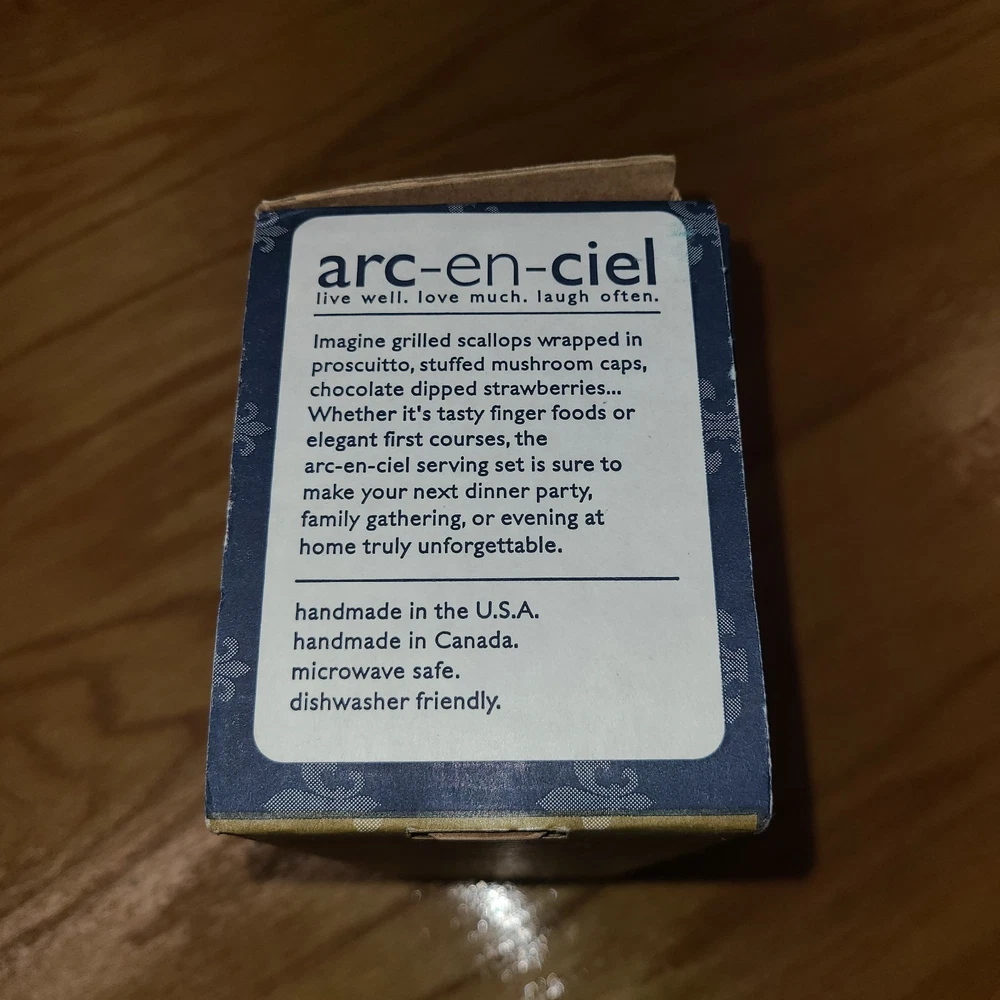 arc-en-ciel
live well. love much. laugh often.
Imagine grilled scallops wrapped in
proscuitto, stuffed mushroom caps,
chocolate dipped strawberries...
Whether it's tasty finger foods or
elegant first courses, the
arc-en-ciel serving set is sure to
make your next dinner party,
family gathering, or evening at
home truly unforgettable.
handmade in the U.S.A.
handmade in Canada.
microwave safe.
dishwasher friendly.